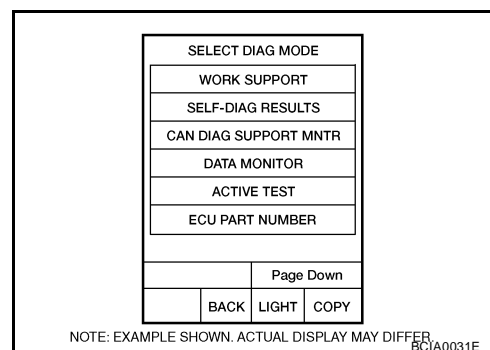 SELECT DIAG MODE
WORK SUPPORT
SELF-DIAG RESULTS
CAN DIAG SUPPORT MNTR
DATA MONITOR
ACTIVE TEST
ECU PART NUMBER
Page Down
BACK LIGHT COPY
NOTE: EXAMPLE SHOWN. ACTUAL DISPLAY MAY DIFFER.
BCIA0031E